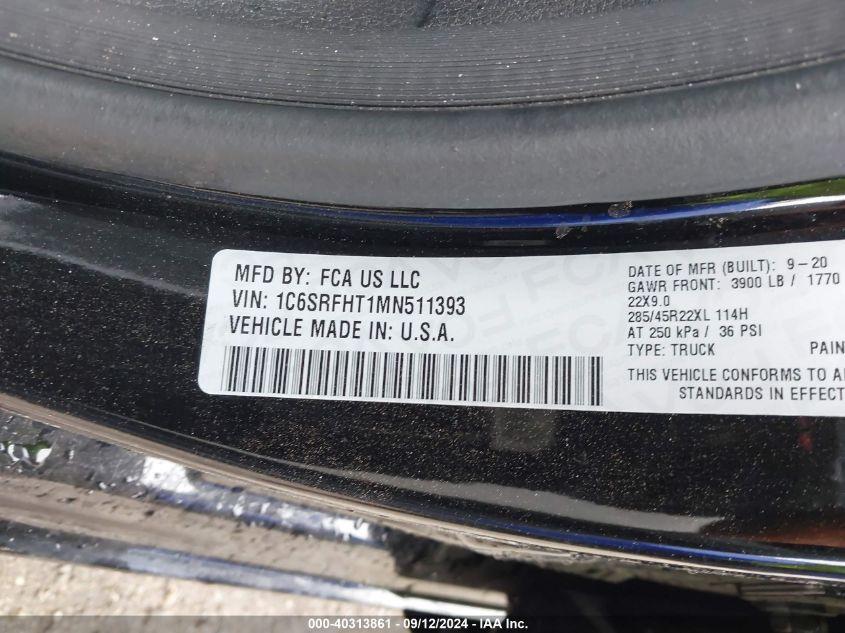 MFD BY: FCA US LLC
VIN: 1C6SRFHT1MN511393
VEHICLE MADE IN: U.S.A.
DATE OF MFR (BUILT): 9-20
GAWR FRONT: 3900 LB / 1770
22X9.0
285/45R22XL 114H
AT 250 kPa / 36 PSI
TYPE: TRUCK PAIN
THIS VEHICLE CONFORMS TO AL
STANDARDS IN EFFECT
000-40313861 - 09/12/2024 - IAA Inc.